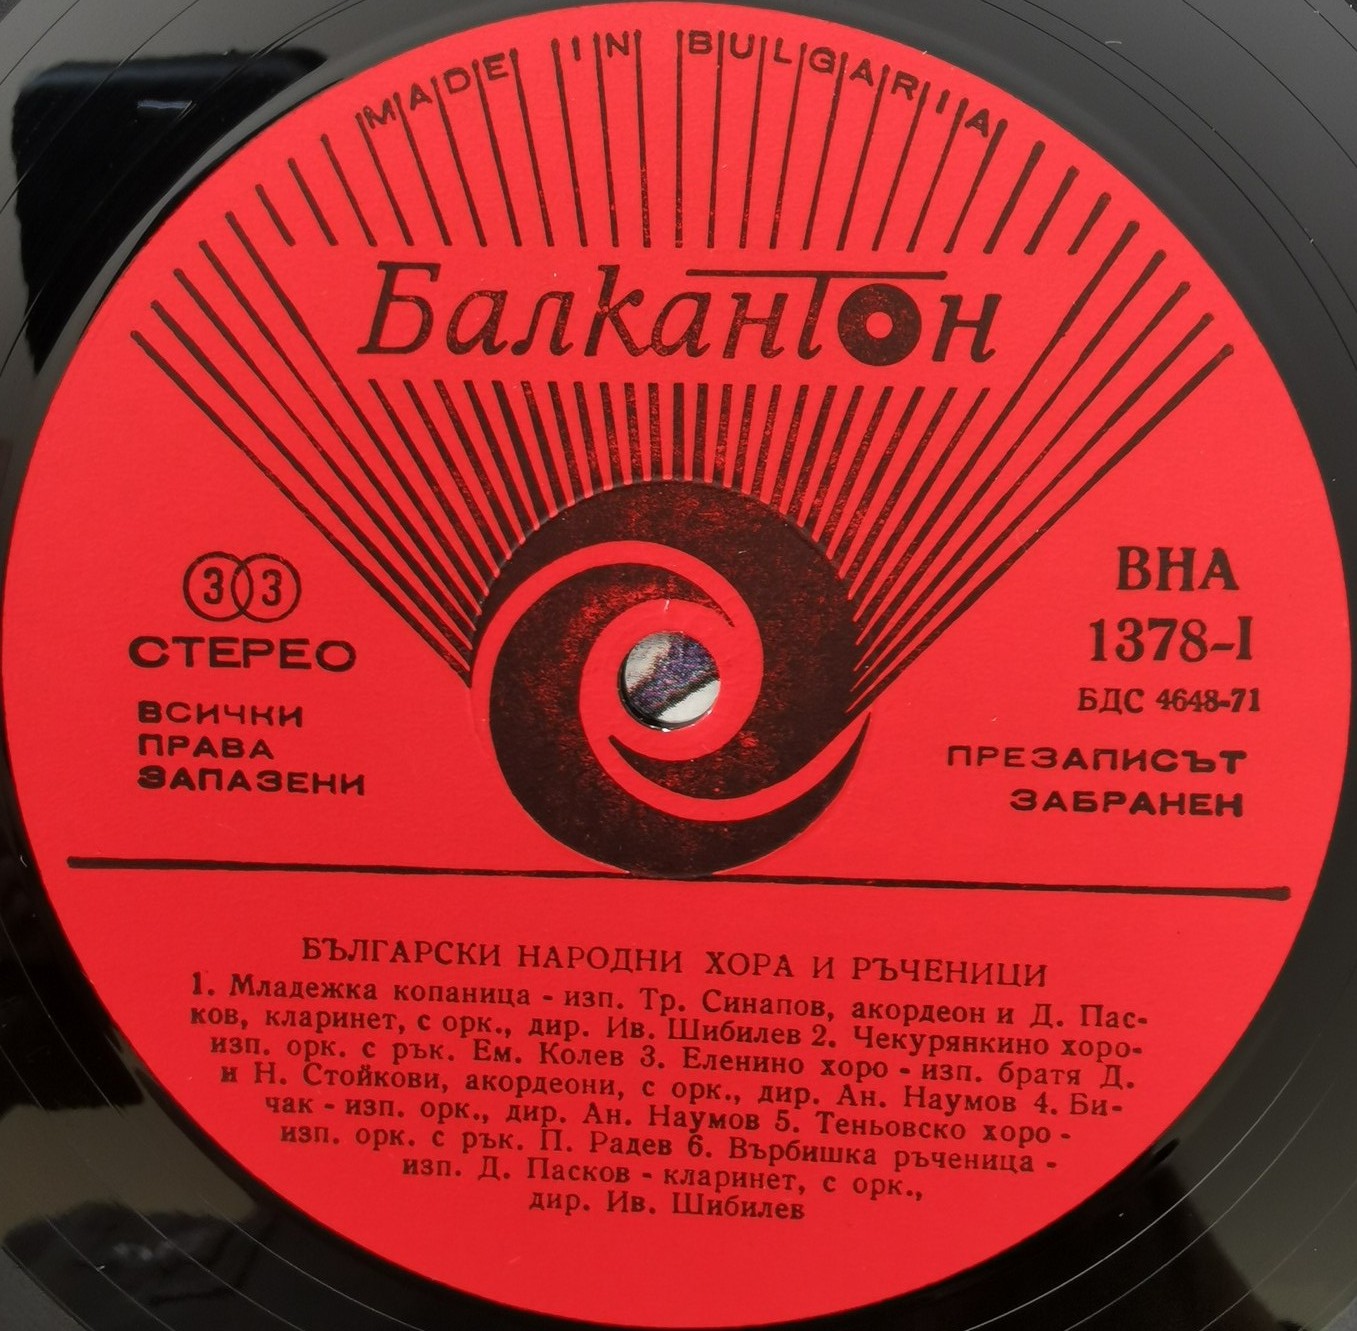 MADE IN BULGARIA
Балкантон
33
СТЕРЕО
ВСИЧКИ
ПРАВА
ЗАПАЗЕНИ
ВНА
1378-I
БДС 4648-71
ПРЕЗАПИСЪТ
ЗАБРАНЕН
БЪЛГАРСКИ НАРОДНИ ХОРА И РЪЧЕНИЦИ
1. Младежка копаница - изп. Тр. Синапов, акордеон и Д. Пас-
ков, кларинет, с орк., дир. Ив. Шибилев 2. Чекурянкино хоро-
изп. орк. с рък. Ем. Колев 3. Еленино хоро - изп. братя Д.
и Н. Стойкови, акордеони, с орк., дир. Ан. Наумов 4. Би-
чак - изп. орк., дир. Ан. Наумов 5. Теньовско хоро -
изп. орк. с рък. П. Радев 6. Върбишка ръченица -
изп. Д. Пасков - кларинет, с орк.,
дир. Ив. Шибилев